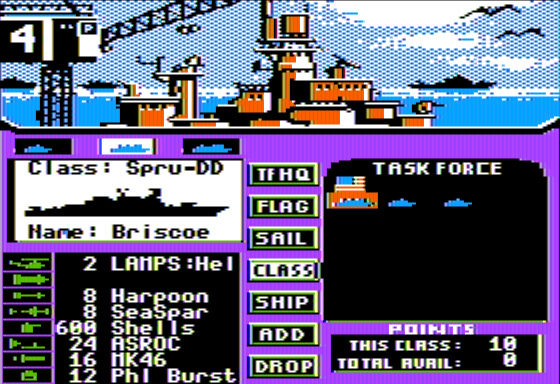 4 P
Class: Spru-DD
Name: Briscoe
2 LAMPS:Hel
8 Harpoon
8 SeaSpar
600 Shells
24 ASROC
16 MK46
12 Phl Burst
TFHQ
FLAG
SAIL
CLASS
SHIP
ADD
DROP
TASK FORCE
POINTS
THIS CLASS: 10
TOTAL AVAIL: 0